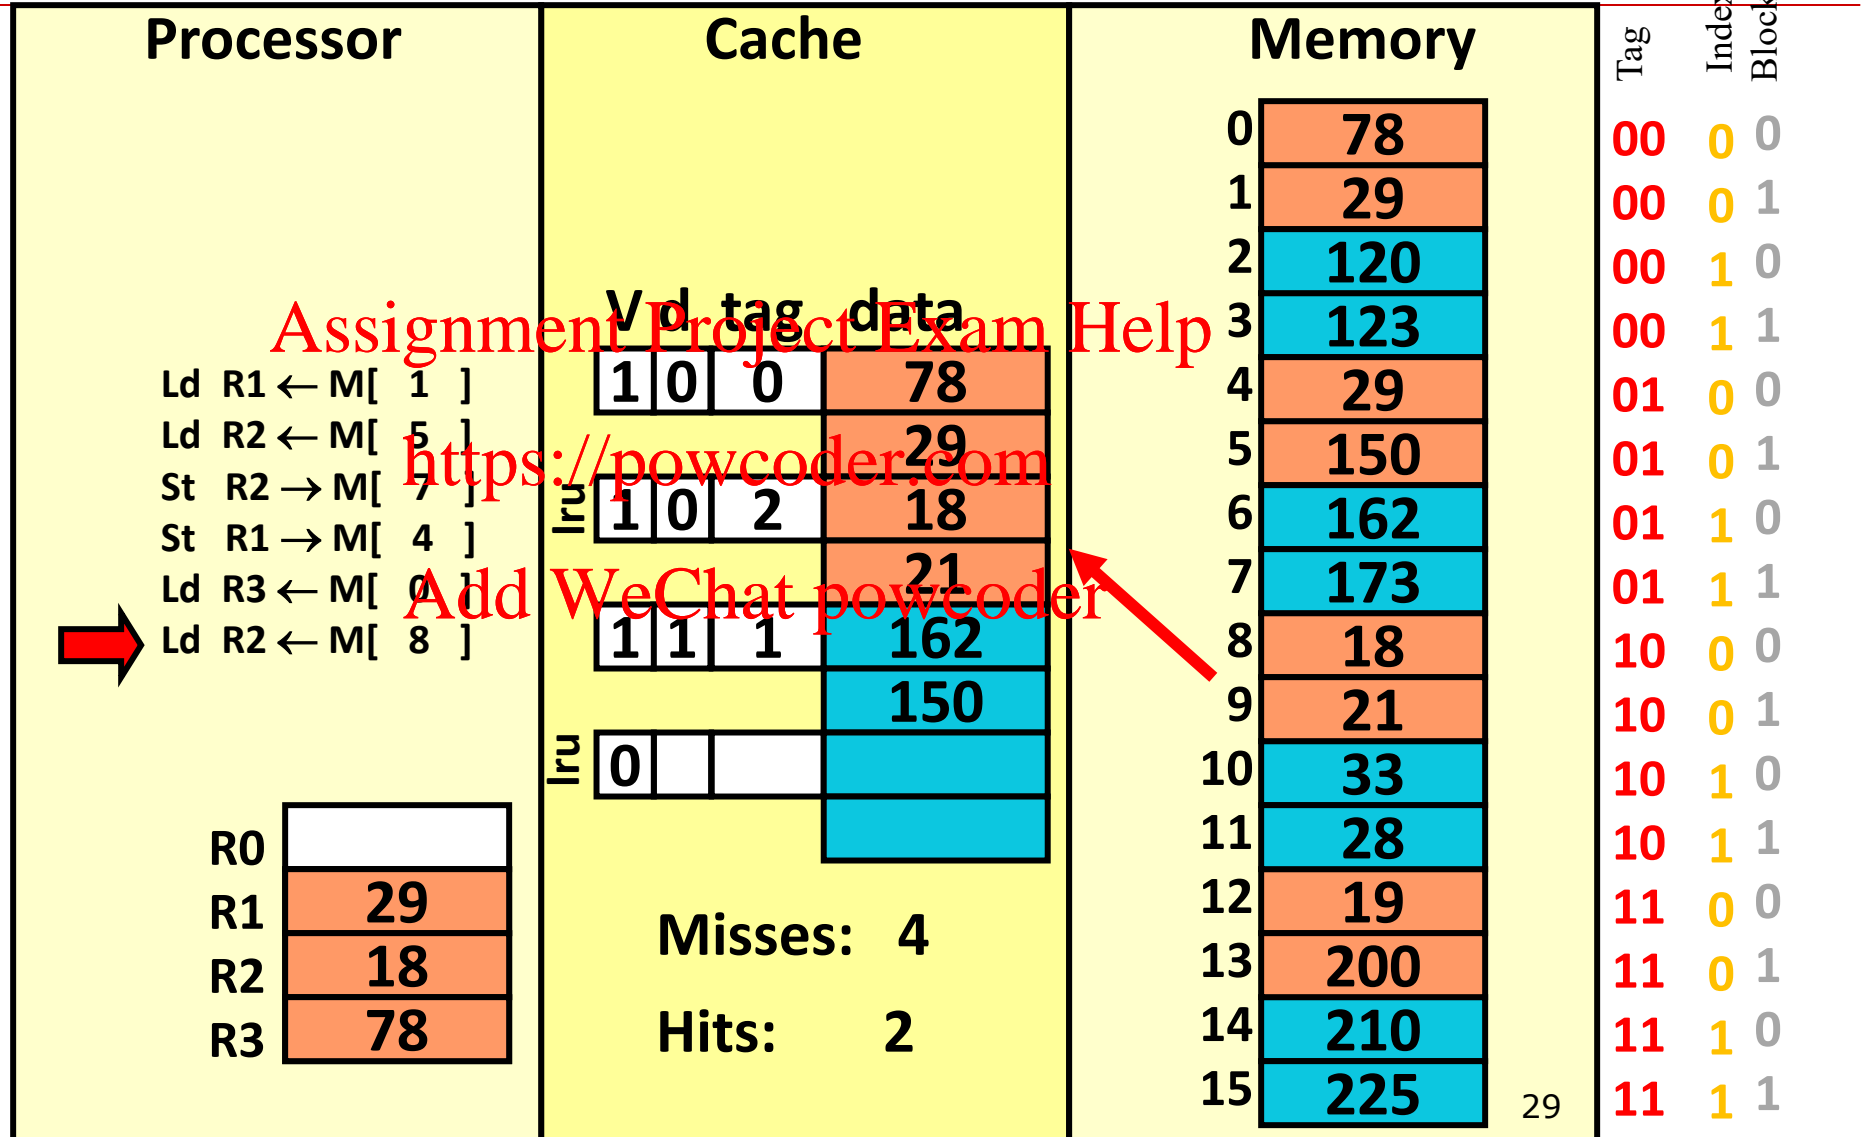 Processor
Cache
Memory
Tag
Index
Block
V d tag data
Assignment Project Exam Help
https://powcoder.com
Add WeChat powcoder
Ld R1 ← M[ 1 ]
Ld R2 ← M[ 5 ]
St R2 → M[ 7 ]
St R1 → M[ 4 ]
Ld R3 ← M[ 0 ]
Ld R2 ← M[ 8 ]
R0
R1 29
R2 18
R3 78
1 0 0 78
29
lru 1 0 2 18
21
1 1 1 162
150
lru 0
Misses: 4
Hits: 2
0 78 00 0 0
1 29 00 0 1
2 120 00 1 0
3 123 00 1 1
4 29 01 0 0
5 150 01 0 1
6 162 01 1 0
7 173 01 1 1
8 18 10 0 0
9 21 10 0 1
10 33 10 1 0
11 28 10 1 1
12 19 11 0 0
13 200 11 0 1
14 210 11 1 0
15 225 11 1 1
29